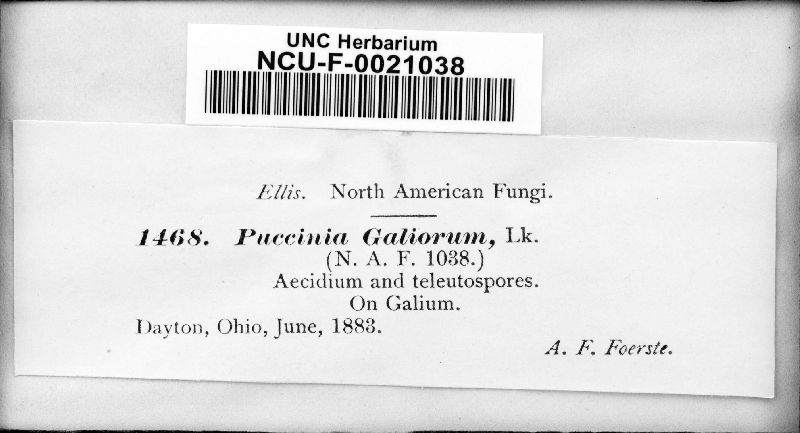 UNC Herbarium
NCU-F-0021038
Ellis. North American Fungi.
1468. Puccinia Galiorum, Lk.
(N. A. F. 1038.)
Aecidium and teleutospores.
On Galium.
Dayton, Ohio, June, 1883.
A. F. Foerste.